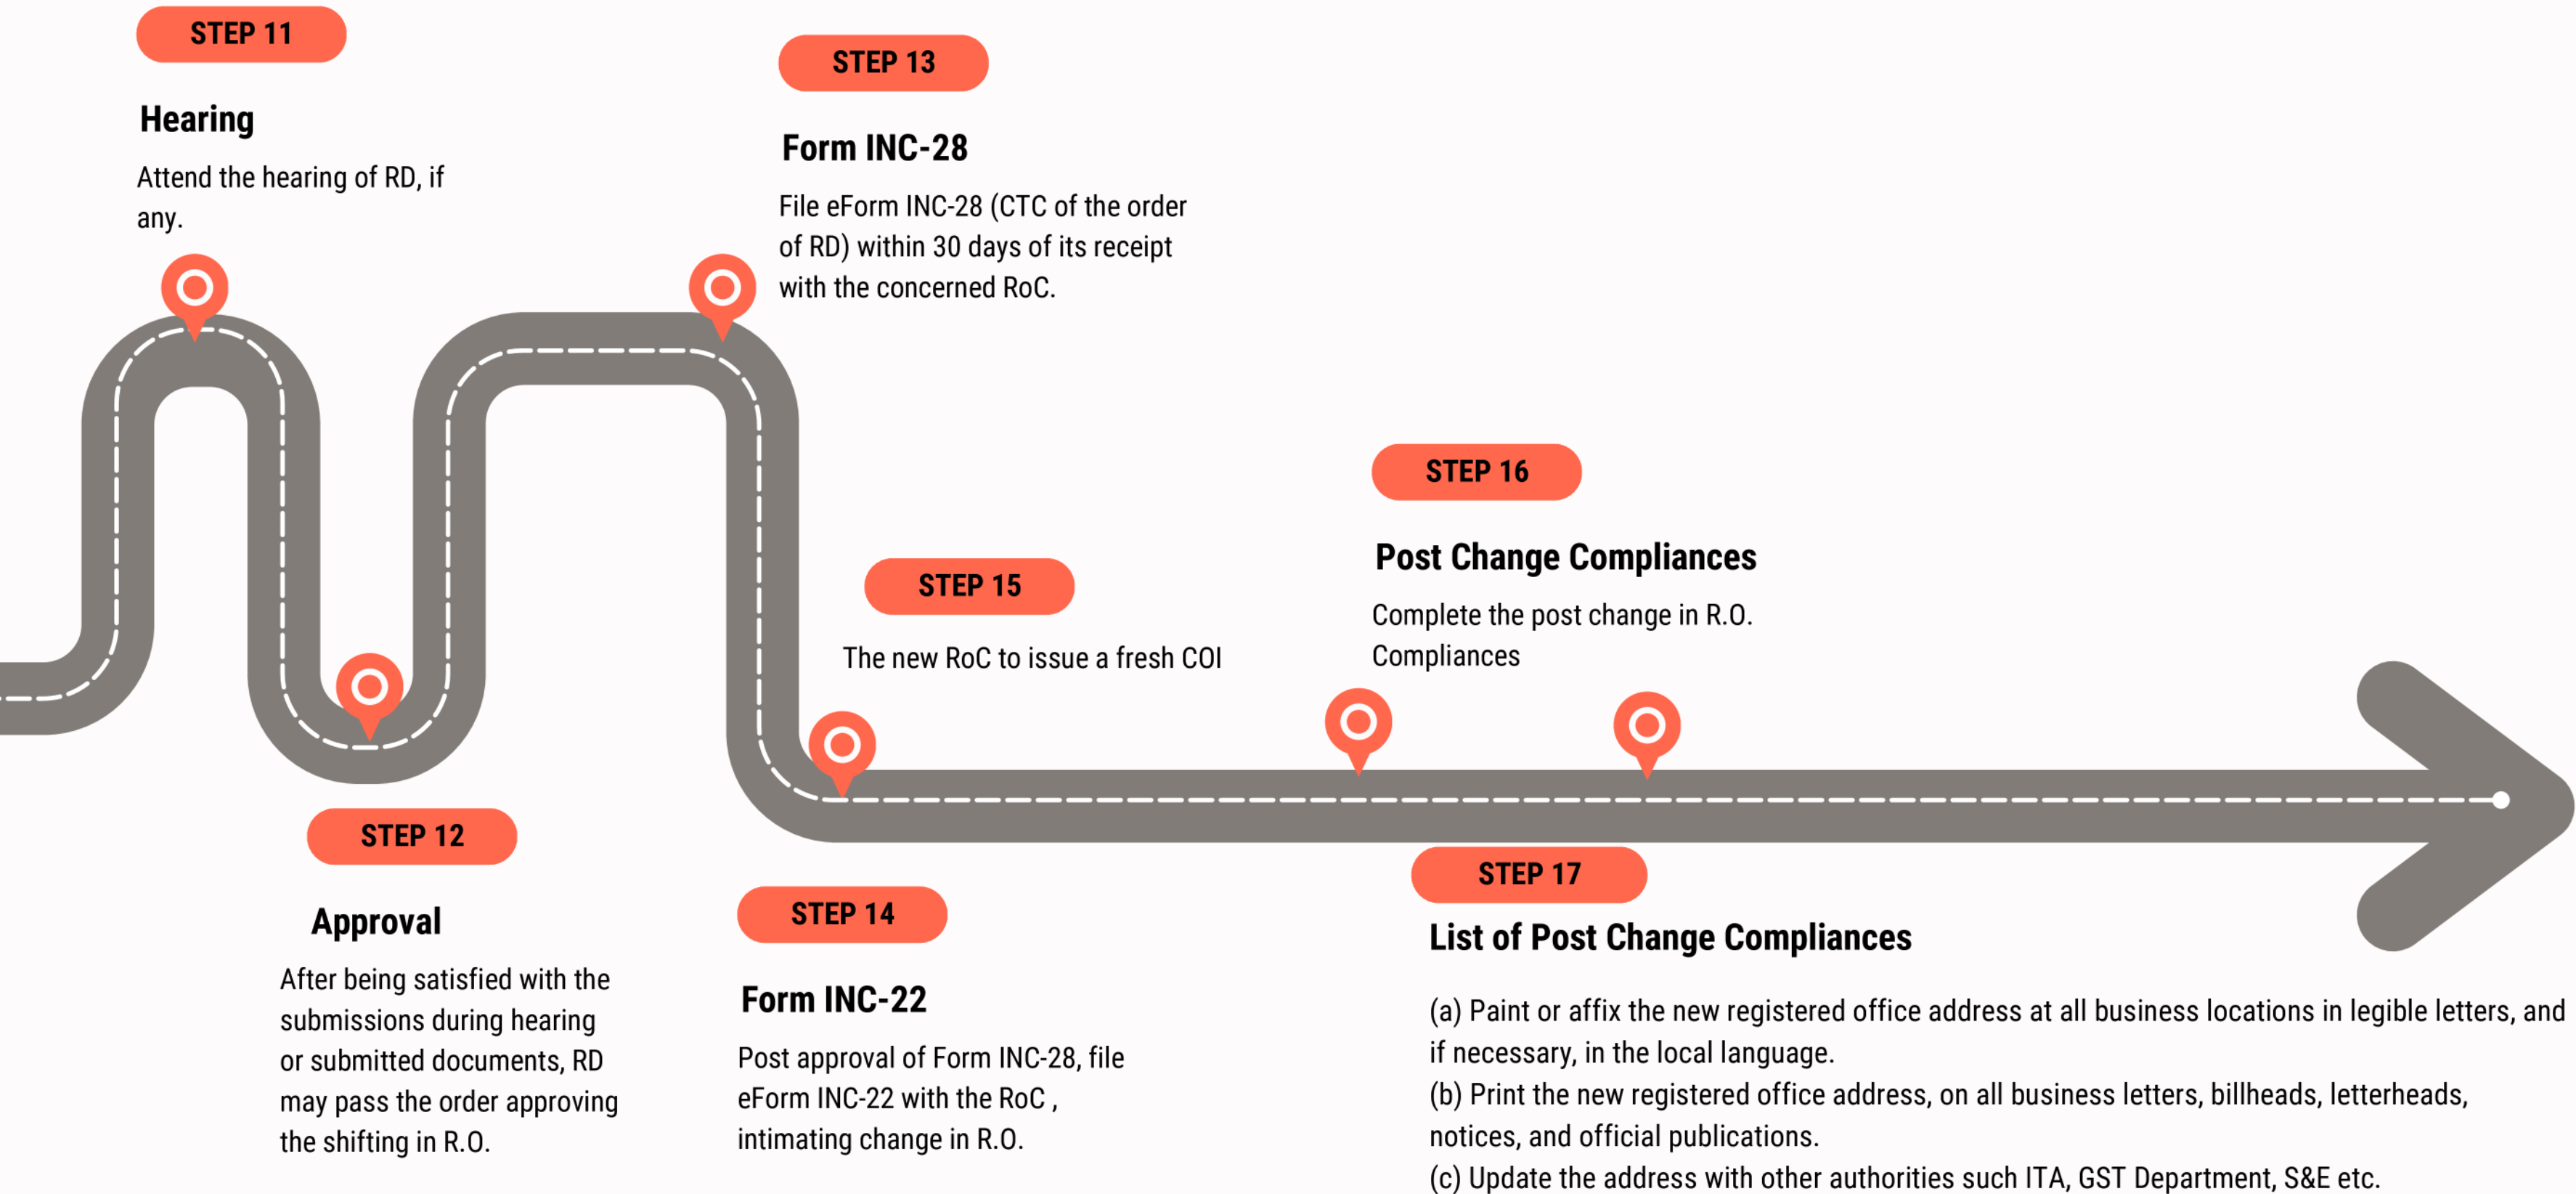 STEP 11
Hearing
Attend the hearing of RD, if
any.
STEP 12
Approval
After being satisfied with the
submissions during hearing
or submitted documents, RD
may pass the order approving
the shifting in R.O.
STEP 13
Form INC-28
File eForm INC-28 (CTC of the order
of RD) within 30 days of its receipt
with the concerned RoC.
STEP 14
Form INC-22
Post approval of Form INC-28, file
eForm INC-22 with the RoC ,
intimating change in R.O.
STEP 15
The new RoC to issue a fresh COI
STEP 16
Post Change Compliances
Complete the post change in R.O.
Compliances
STEP 17
List of Post Change Compliances
(a) Paint or affix the new registered office address at all business locations in legible letters, and
if necessary, in the local language.
(b) Print the new registered office address, on all business letters, billheads, letterheads,
notices, and official publications.
(c) Update the address with other authorities such ITA, GST Department, S&E etc.